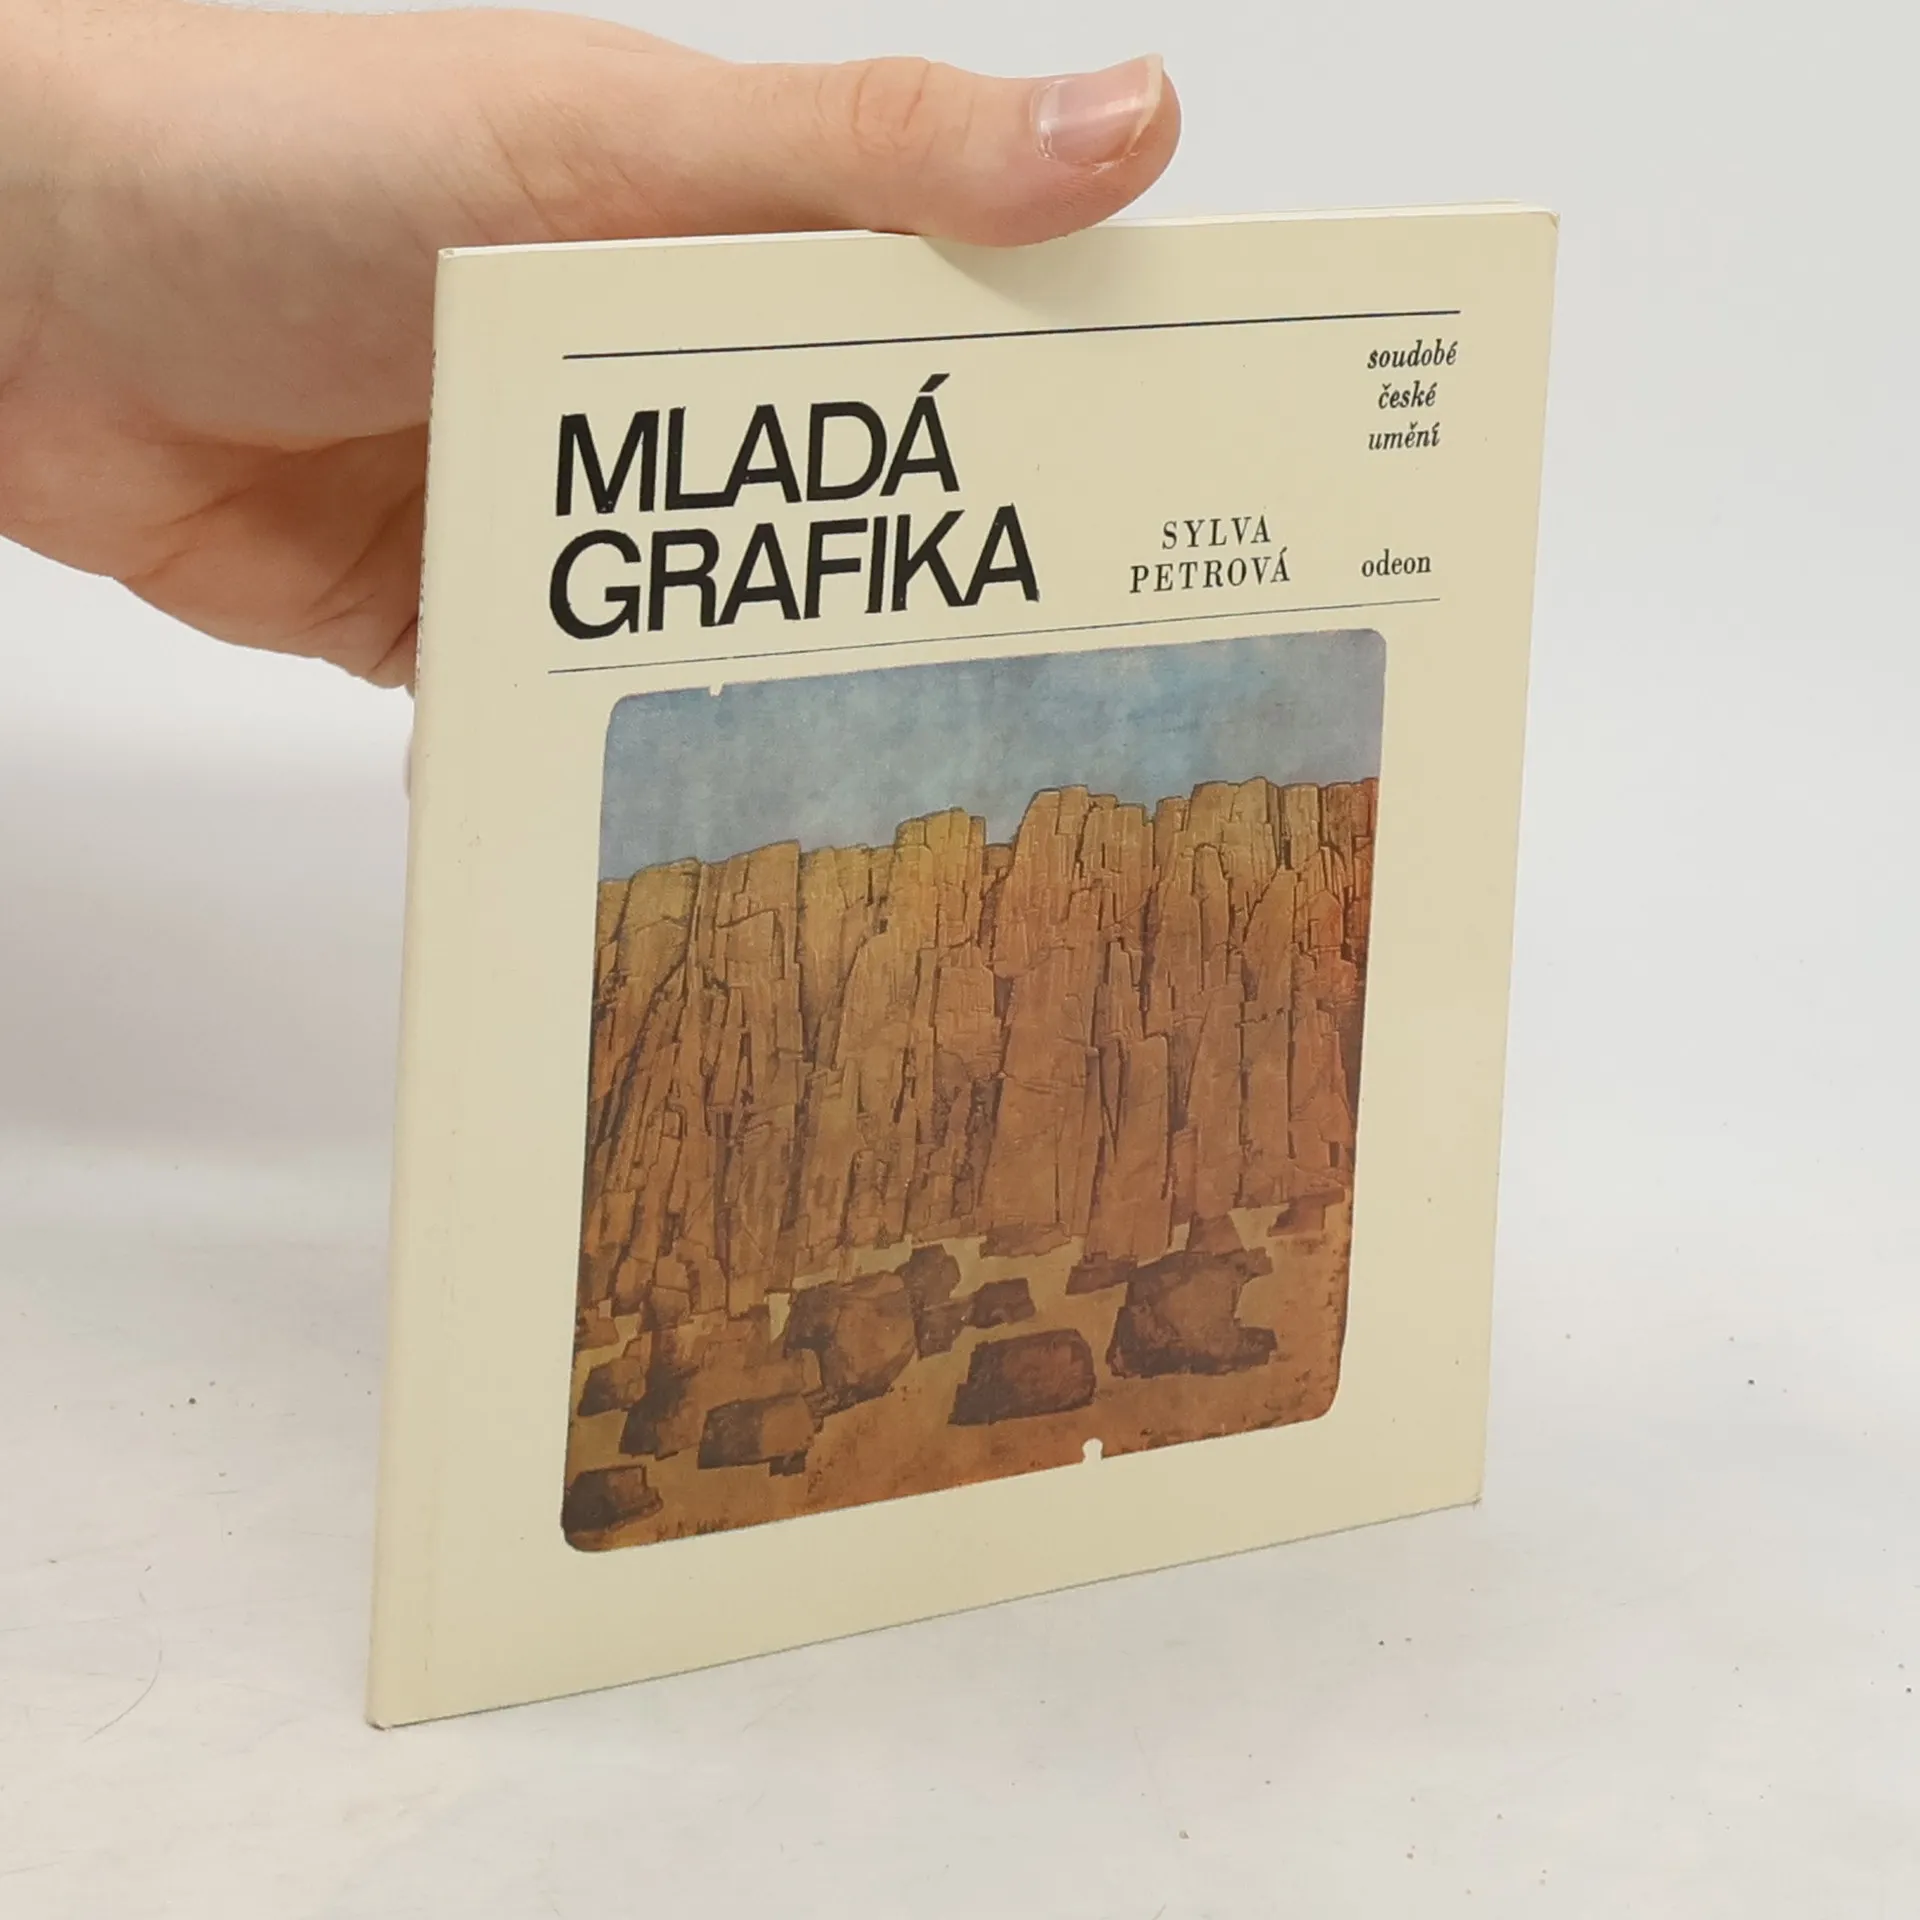 MLADÁ
GRAFIKA
soudobé
české
umění
SYLVA
PETROVÁ
odeon